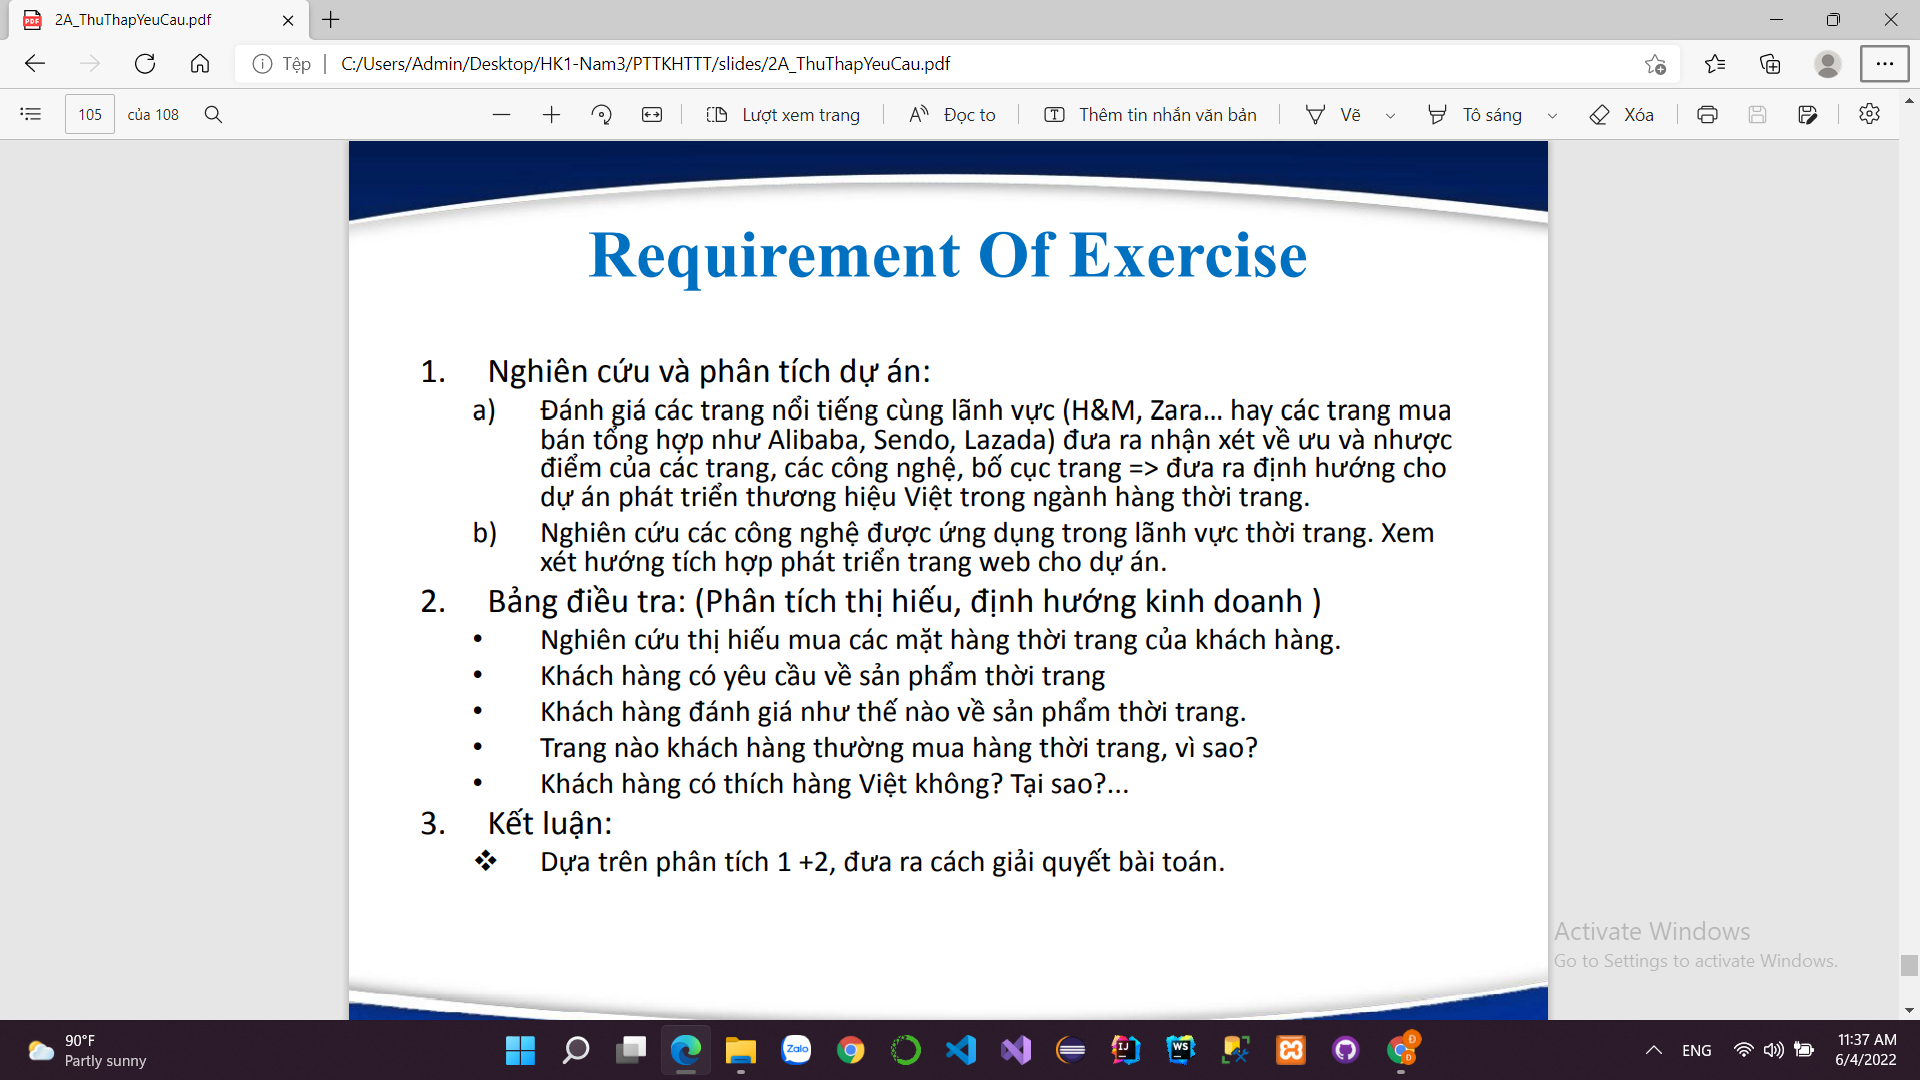 2A_ThuThapYeuCau.pdf
Tệp
C:/Users/Admin/Desktop/HK1-Nam3/PTTKHTTT/slides/2A_ThuThapYeuCau.pdf
105 của 108
Lượt xem trang
Đọc to
Thêm tin nhắn văn bản
Vẽ
Tô sáng
Xóa
Requirement Of Exercise
1. Nghiên cứu và phân tích dự án:
a) Đánh giá các trang nổi tiếng cùng lãnh vực (H&M, Zara... hay các trang mua
bán tổng hợp như Alibaba, Sendo, Lazada) đưa ra nhận xét về ưu và nhược
điểm của các trang, các công nghệ, bố cục trang => đưa ra định hướng cho
dự án phát triển thương hiệu Việt trong ngành hàng thời trang.
b) Nghiên cứu các công nghệ được ứng dụng trong lãnh vực thời trang. Xem
xét hướng tích hợp phát triển trang web cho dự án.
2. Bảng điều tra: (Phân tích thị hiếu, định hướng kinh doanh )
• Nghiên cứu thị hiếu mua các mặt hàng thời trang của khách hàng.
• Khách hàng có yêu cầu về sản phẩm thời trang
• Khách hàng đánh giá như thế nào về sản phẩm thời trang.
• Trang nào khách hàng thường mua hàng thời trang, vì sao?
• Khách hàng có thích hàng Việt không? Tại sao?...
3. Kết luận:
❖ Dựa trên phân tích 1 +2, đưa ra cách giải quyết bài toán.
Activate Windows
Go to Settings to activate Windows.
90°F
Partly sunny
Zalo
IJ
WS
Đ
Đ
ENG
11:37 AM
6/4/2022